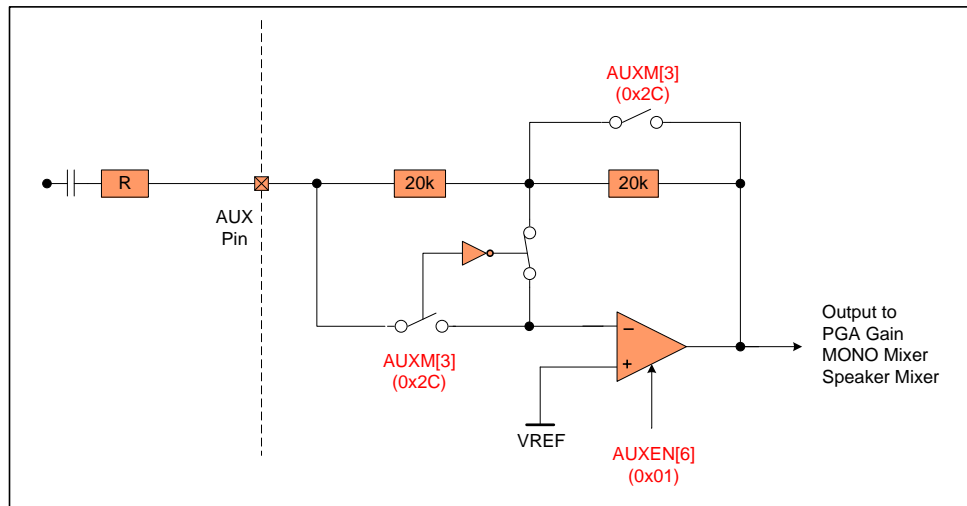 AUXM[3]
(0x2C)
R
20k
20k
AUX
Pin
AUXM[3]
(0x2C)
−
+
VREF
AUXEN[6]
(0x01)
Output to
PGA Gain
MONO Mixer
Speaker Mixer